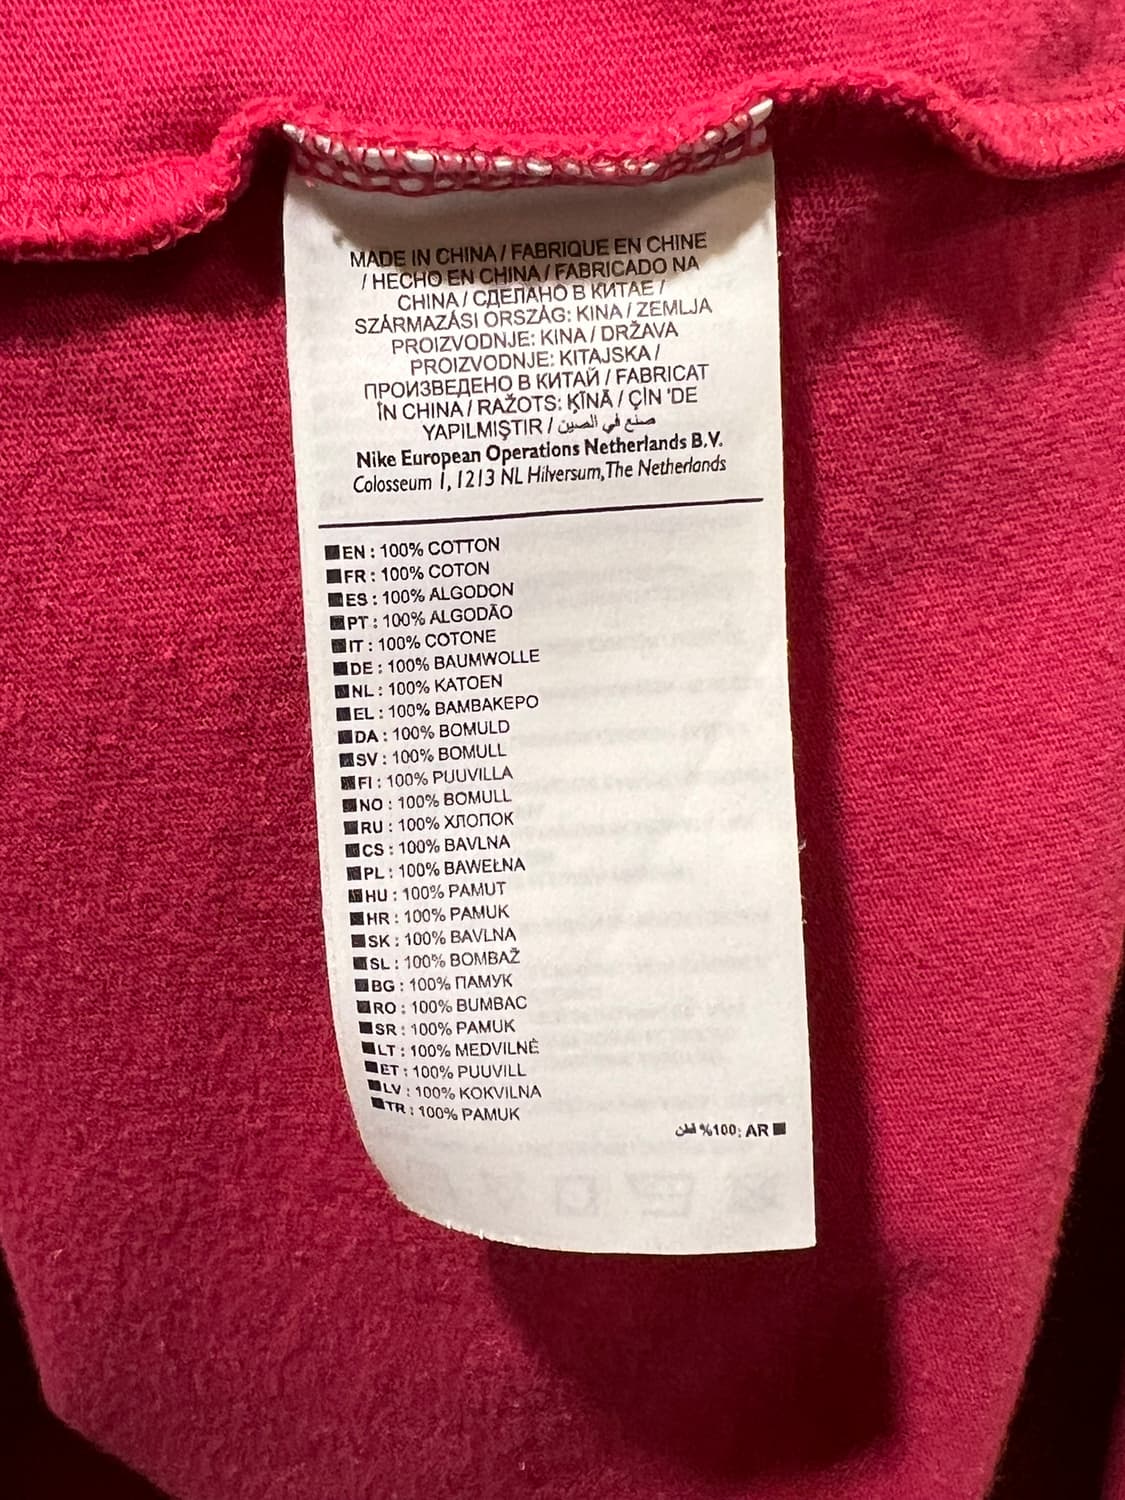 MADE IN CHINA / FABRIQUE EN CHINE
/ HECHO EN CHINA / FABRICADO NA
CHINA / СДЕЛАНО В КИТАЕ /
SZÁRMAZÁSI ORSZÁG: KINA / ZEMLJA
PROIZVODNJE: KINA / DRŽAVA
PROIZVODNJE: KITAJSKA /
ПРОИЗВЕДЕНО В КИТАЙ / FABRICAT
ÎN CHINA / RAŽOTS: ĶĪNĀ / ÇİN 'DE
YAPILMIŞTIR / صنع في الصين
Nike European Operations Netherlands B.V.
Colosseum 1, 1213 NL Hilversum, The Netherlands
EN : 100% COTTON
FR : 100% COTON
ES : 100% ALGODON
PT : 100% ALGODÃO
IT : 100% COTONE
DE : 100% BAUMWOLLE
NL : 100% KATOEN
EL : 100% ΒΑΜΒΑΚΕΡΟ
DA : 100% BOMULD
SV : 100% BOMULL
FI : 100% PUUVILLA
NO : 100% BOMULL
RU : 100% ХЛОПОК
CS : 100% BAVLNA
PL : 100% BAWEŁNA
HU : 100% PAMUT
HR : 100% PAMUK
SK : 100% BAVLNA
SL : 100% BOMBAŽ
BG : 100% ПАМУК
RO : 100% BUMBAC
SR : 100% PAMUK
LT : 100% MEDVILNĖ
ET : 100% PUUVILL
LV : 100% KOKVILNA
TR : 100% PAMUK
AR :100% قطن